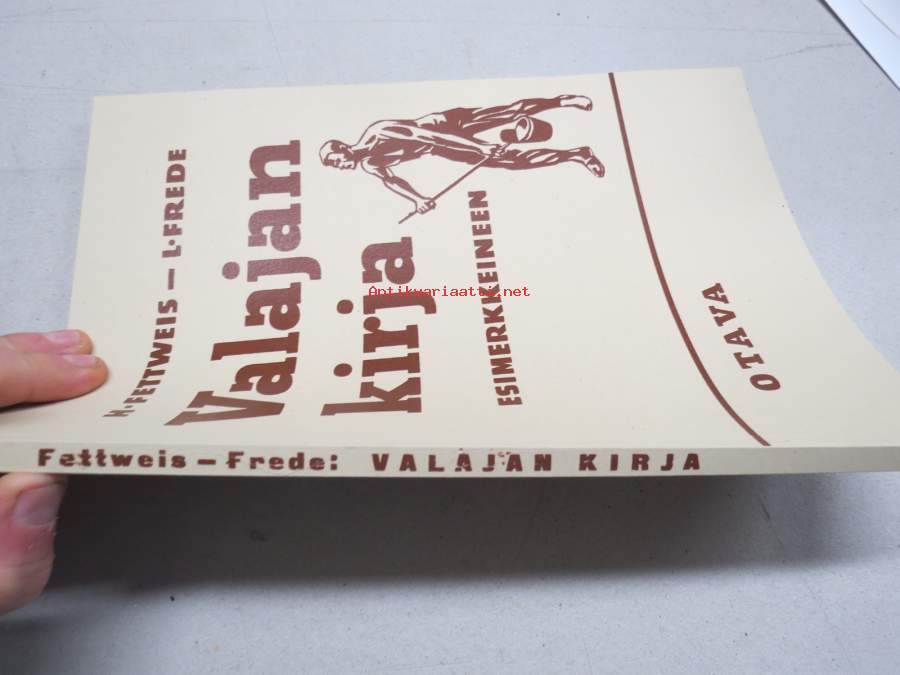 H·FETTWEIS — L·FREDE
Valajan
kirja
ESIMERKKEINEEN
OTAVA
Fettweis – Frede: VALAJAN KIRJA
Antikvariaatti.net